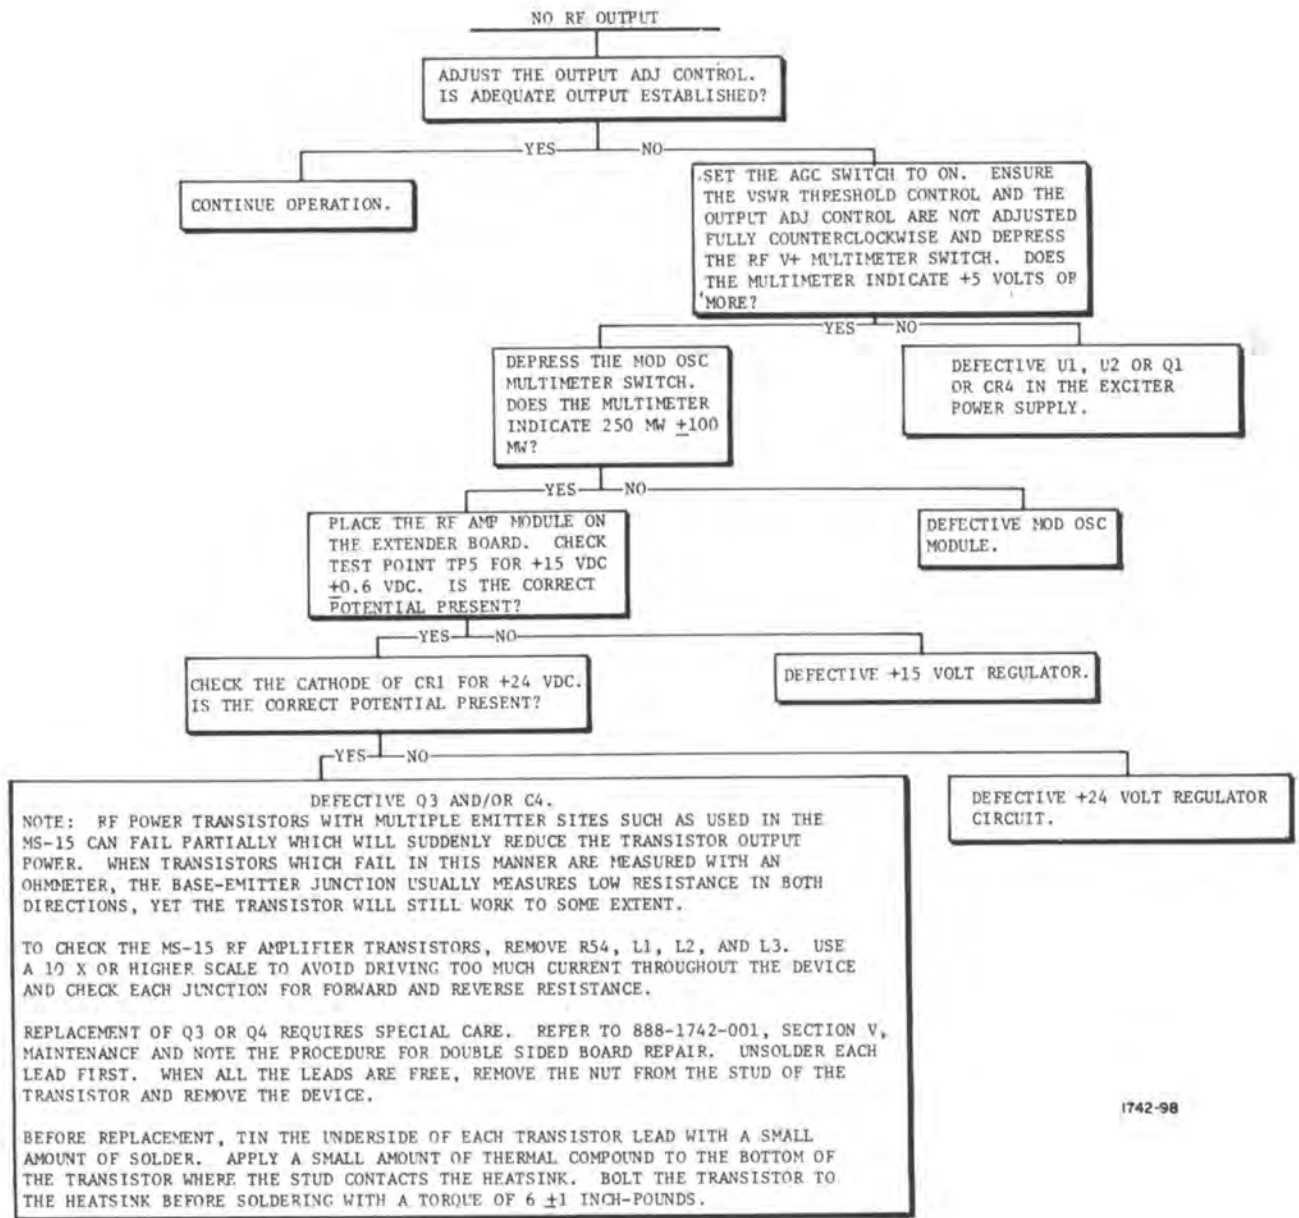 NO RF OUTPUT
ADJUST THE OUTPUT ADJ CONTROL.
IS ADEQUATE OUTPUT ESTABLISHED?
YES NO
CONTINUE OPERATION.
SET THE AGC SWITCH TO ON. ENSURE
THE VSWR THRESHOLD CONTROL AND THE
OUTPUT ADJ CONTROL ARE NOT ADJUSTED
FULLY COUNTERCLOCKWISE AND DEPRESS
THE RF V+ MULTIMETER SWITCH. DOES
THE MULTIMETER INDICATE +5 VOLTS OR
MORE?
YES NO
DEPRESS THE MOD OSC
MULTIMETER SWITCH.
DOES THE MULTIMETER
INDICATE 250 MW ±100
MW?
DEFECTIVE U1, U2 OR Q1
OR CR4 IN THE EXCITER
POWER SUPPLY.
YES NO
PLACE THE RF AMP MODULE ON
THE EXTENDER BOARD. CHECK
TEST POINT TP5 FOR +15 VDC
±0.6 VDC. IS THE CORRECT
POTENTIAL PRESENT?
DEFECTIVE MOD OSC
MODULE.
YES NO
CHECK THE CATHODE OF CR1 FOR +24 VDC.
IS THE CORRECT POTENTIAL PRESENT?
DEFECTIVE +15 VOLT REGULATOR.
YES NO
DEFECTIVE Q3 AND/OR C4.
NOTE: RF POWER TRANSISTORS WITH MULTIPLE EMITTER SITES SUCH AS USED IN THE
MS-15 CAN FAIL PARTIALLY WHICH WILL SUDDENLY REDUCE THE TRANSISTOR OUTPUT
POWER. WHEN TRANSISTORS WHICH FAIL IN THIS MANNER ARE MEASURED WITH AN
OHMMETER, THE BASE-EMITTER JUNCTION USUALLY MEASURES LOW RESISTANCE IN BOTH
DIRECTIONS, YET THE TRANSISTOR WILL STILL WORK TO SOME EXTENT.
TO CHECK THE MS-15 RF AMPLIFIER TRANSISTORS, REMOVE R54, L1, L2, AND L3. USE
A 10 X OR HIGHER SCALE TO AVOID DRIVING TOO MUCH CURRENT THROUGHOUT THE DEVICE
AND CHECK EACH JUNCTION FOR FORWARD AND REVERSE RESISTANCE.
REPLACEMENT OF Q3 OR Q4 REQUIRES SPECIAL CARE. REFER TO 888-1742-001, SECTION V,
MAINTENANCE AND NOTE THE PROCEDURE FOR DOUBLE SIDED BOARD REPAIR. UNSOLDER EACH
LEAD FIRST. WHEN ALL THE LEADS ARE FREE, REMOVE THE NUT FROM THE STUD OF THE
TRANSISTOR AND REMOVE THE DEVICE.
BEFORE REPLACEMENT, TIN THE UNDERSIDE OF EACH TRANSISTOR LEAD WITH A SMALL
AMOUNT OF SOLDER. APPLY A SMALL AMOUNT OF THERMAL COMPOUND TO THE BOTTOM OF
THE TRANSISTOR WHERE THE STUD CONTACTS THE HEATSINK. BOLT THE TRANSISTOR TO
THE HEATSINK BEFORE SOLDERING WITH A TORQUE OF 6 ±1 INCH-POUNDS.
DEFECTIVE +24 VOLT REGULATOR
CIRCUIT.
1742-98